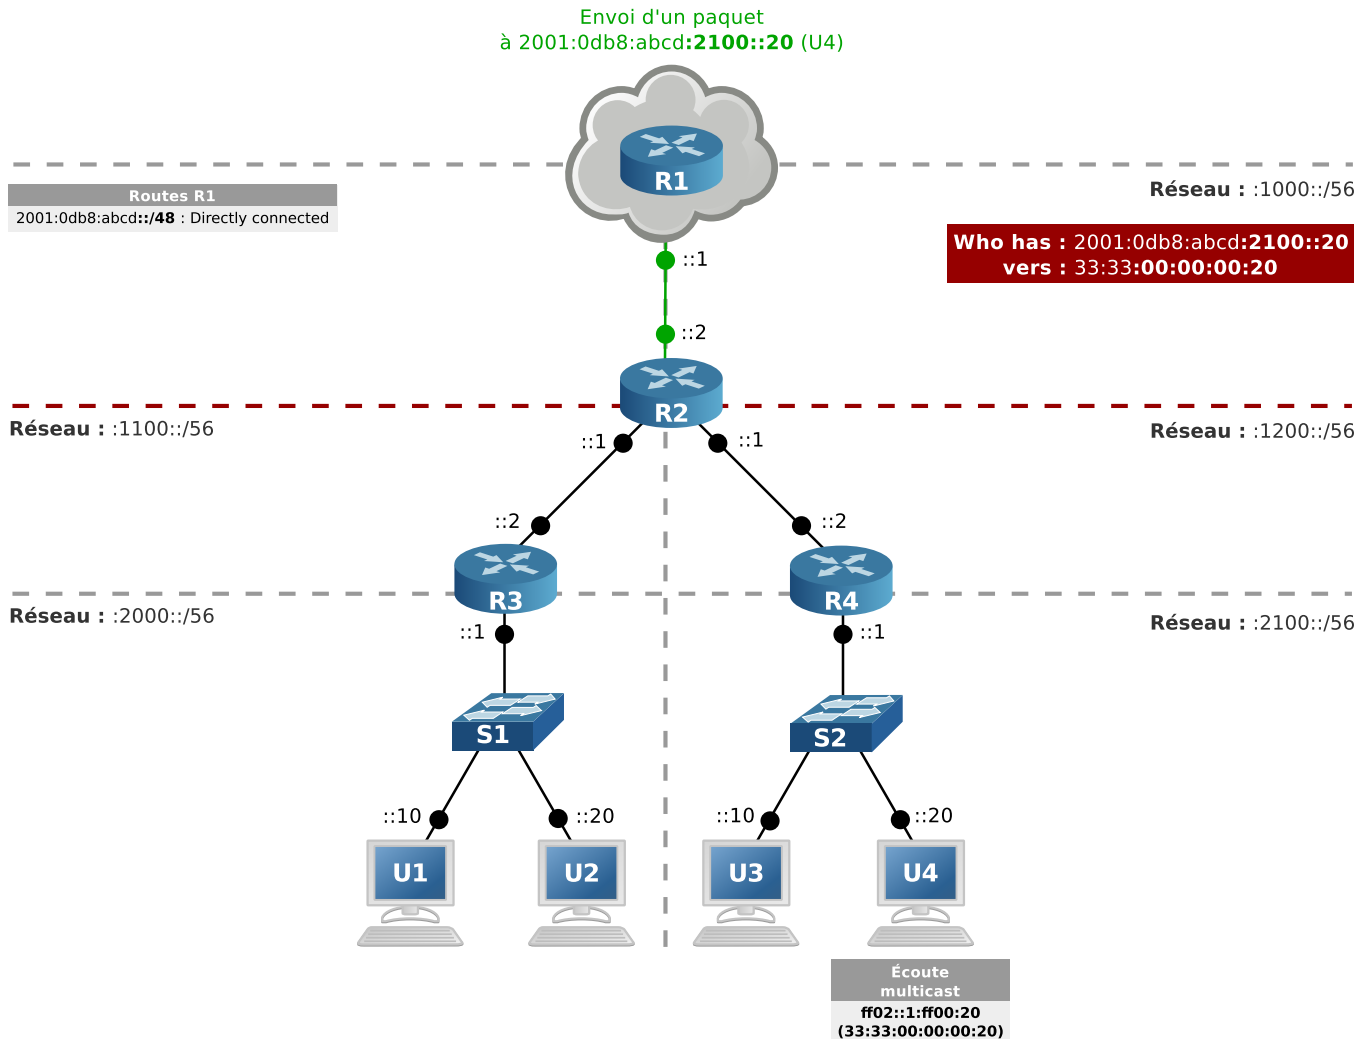 Envoi d'un paquet
à 2001:0db8:abcd:2100::20 (U4)
R1
Réseau : :1000::/56
Routes R1
2001:0db8:abcd::/48 : Directly connected
Who has : 2001:0db8:abcd:2100::20
vers : 33:33:00:00:00:20
::1
::2
R2
Réseau : :1100::/56
Réseau : :1200::/56
::1
::1
::2
::2
R3
R4
Réseau : :2000::/56
Réseau : :2100::/56
::1
::1
S1
S2
::10
::20
::10
::20
U1
U2
U3
U4
Écoute
multicast
ff02::1:ff00:20
(33:33:00:00:00:20)